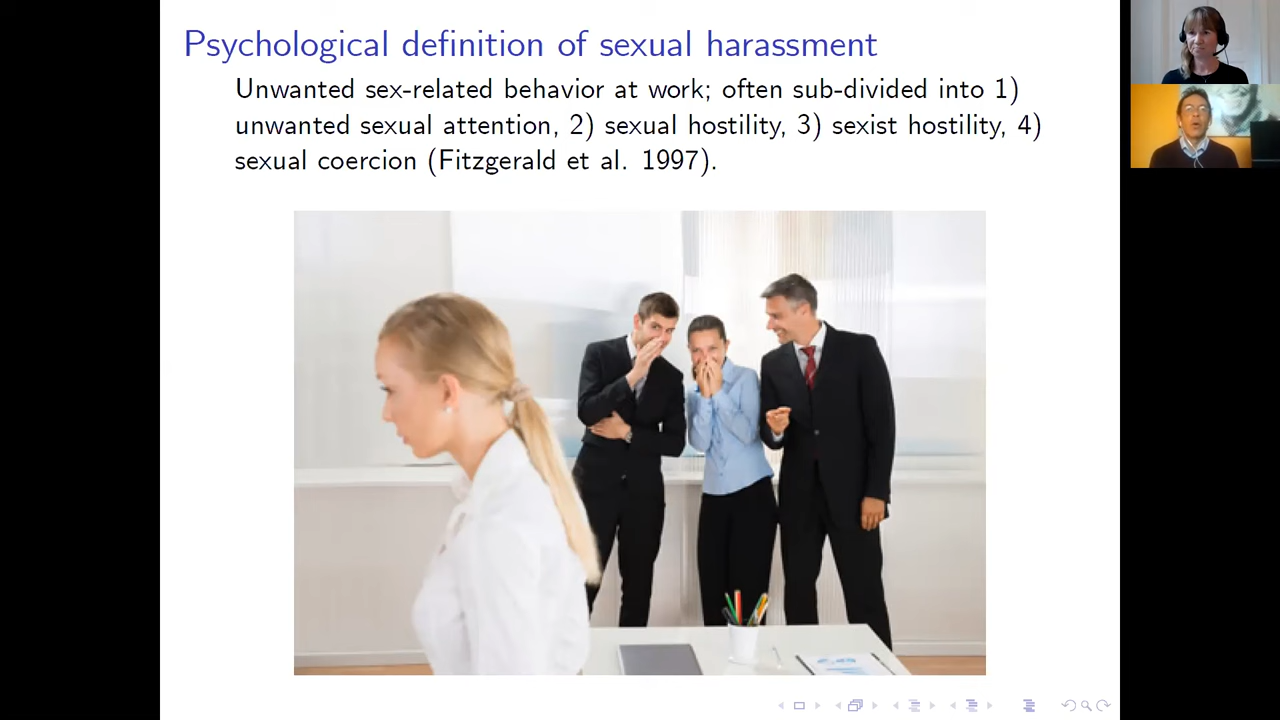 Psychological definition of sexual harassment
Unwanted sex-related behavior at work; often sub-divided into 1)
unwanted sexual attention, 2) sexual hostility, 3) sexist hostility, 4)
sexual coercion (Fitzgerald et al. 1997).